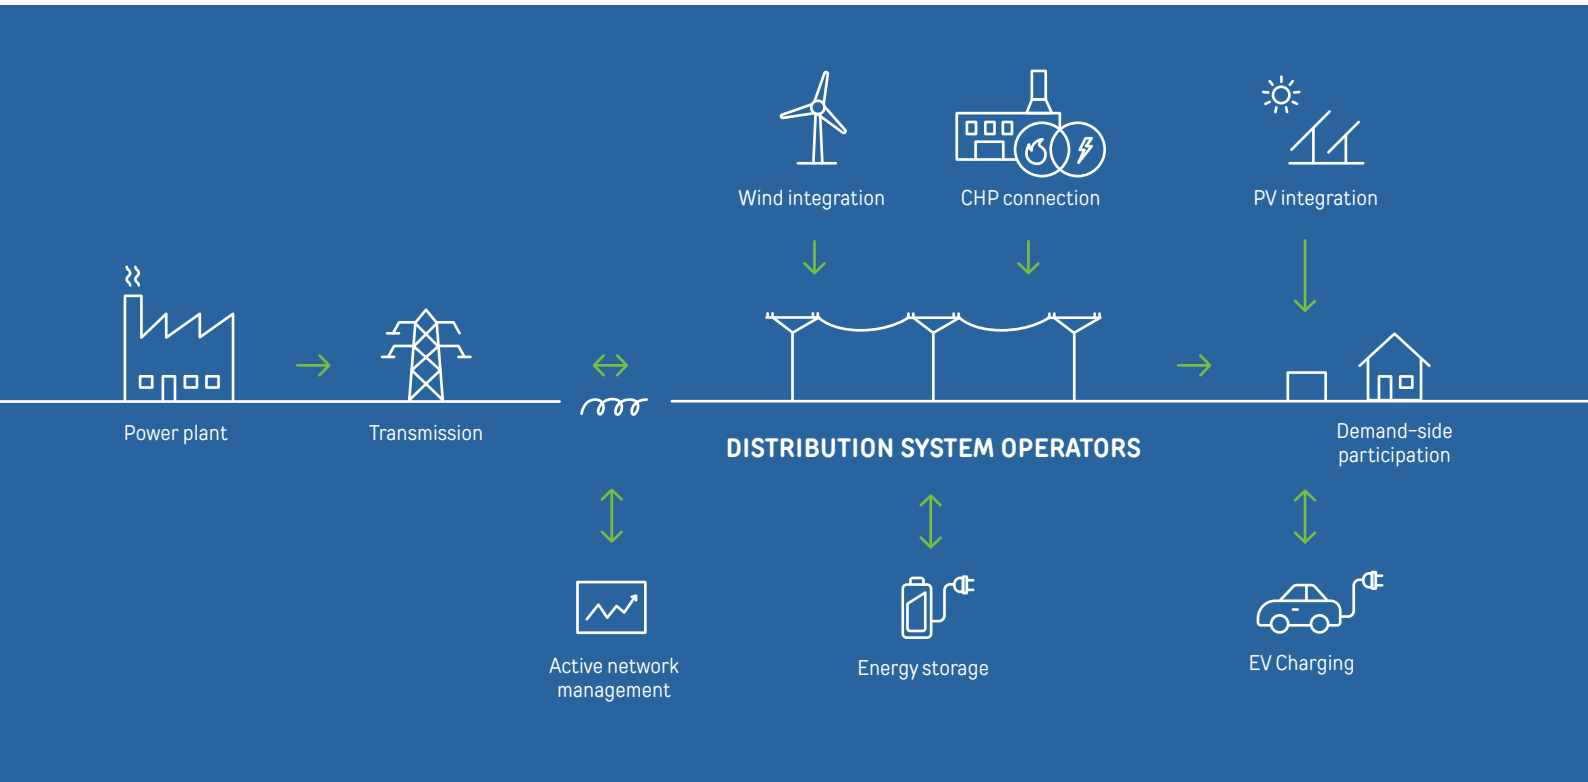 Wind integration
CHP connection
PV integration
Power plant
Transmission
DISTRIBUTION SYSTEM OPERATORS
Demand-side
participation
Active network
management
Energy storage
EV Charging